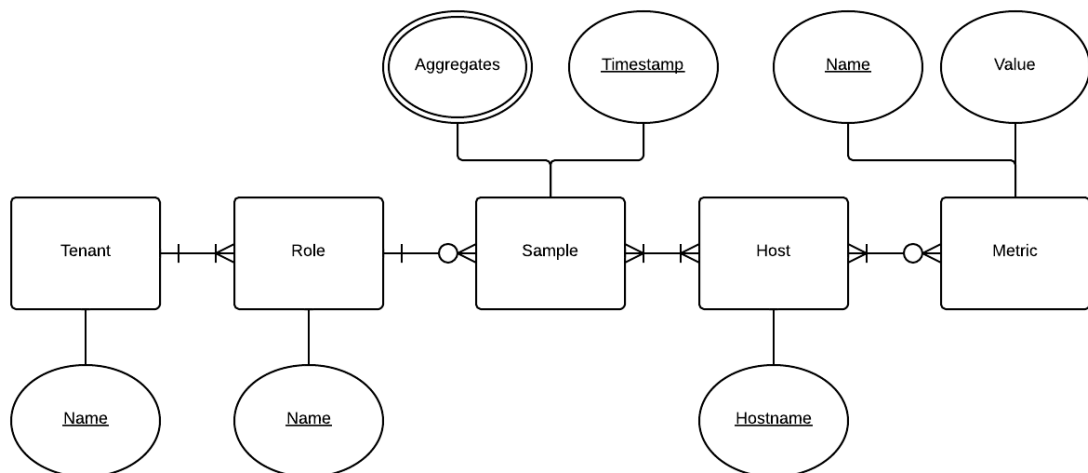 Aggregates
Timestamp
Name
Value
Tenant
Role
Sample
Host
Metric
Name
Name
Hostname